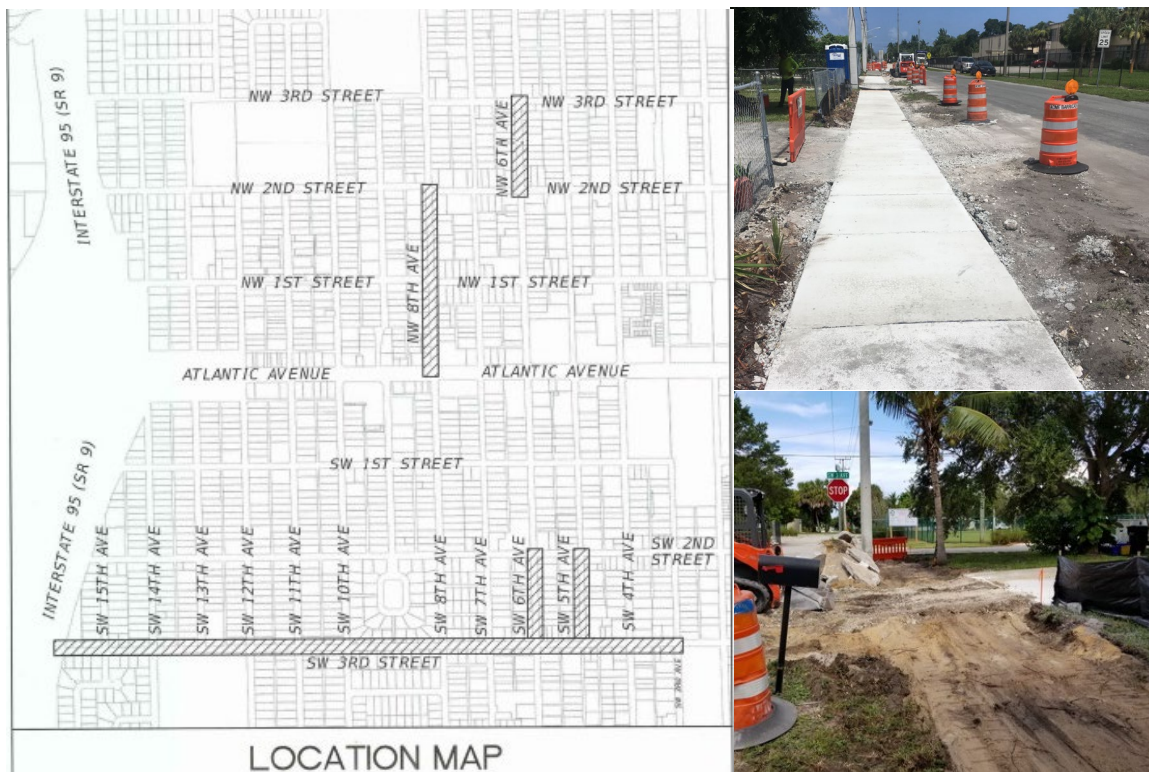 NW 3RD STREET
NW 3RD STREET
INTERSTATE 95 (SR 9)
NW 6TH AVE
NW 2ND STREET
NW 2ND STREET
NW 8TH AVE
NW 1ST STREET
NW 1ST STREET
ATLANTIC AVENUE
ATLANTIC AVENUE
SW 1ST STREET
INTERSTATE 95 (SR 9)
SW 15TH AVE
SW 14TH AVE
SW 13TH AVE
SW 12TH AVE
SW 11TH AVE
SW 10TH AVE
SW 8TH AVE
SW 7TH AVE
SW 6TH AVE
SW 5TH AVE
SW 4TH AVE
SW 2ND
STREET
SW 3RD STREET
LOCATION MAP
25
STOP